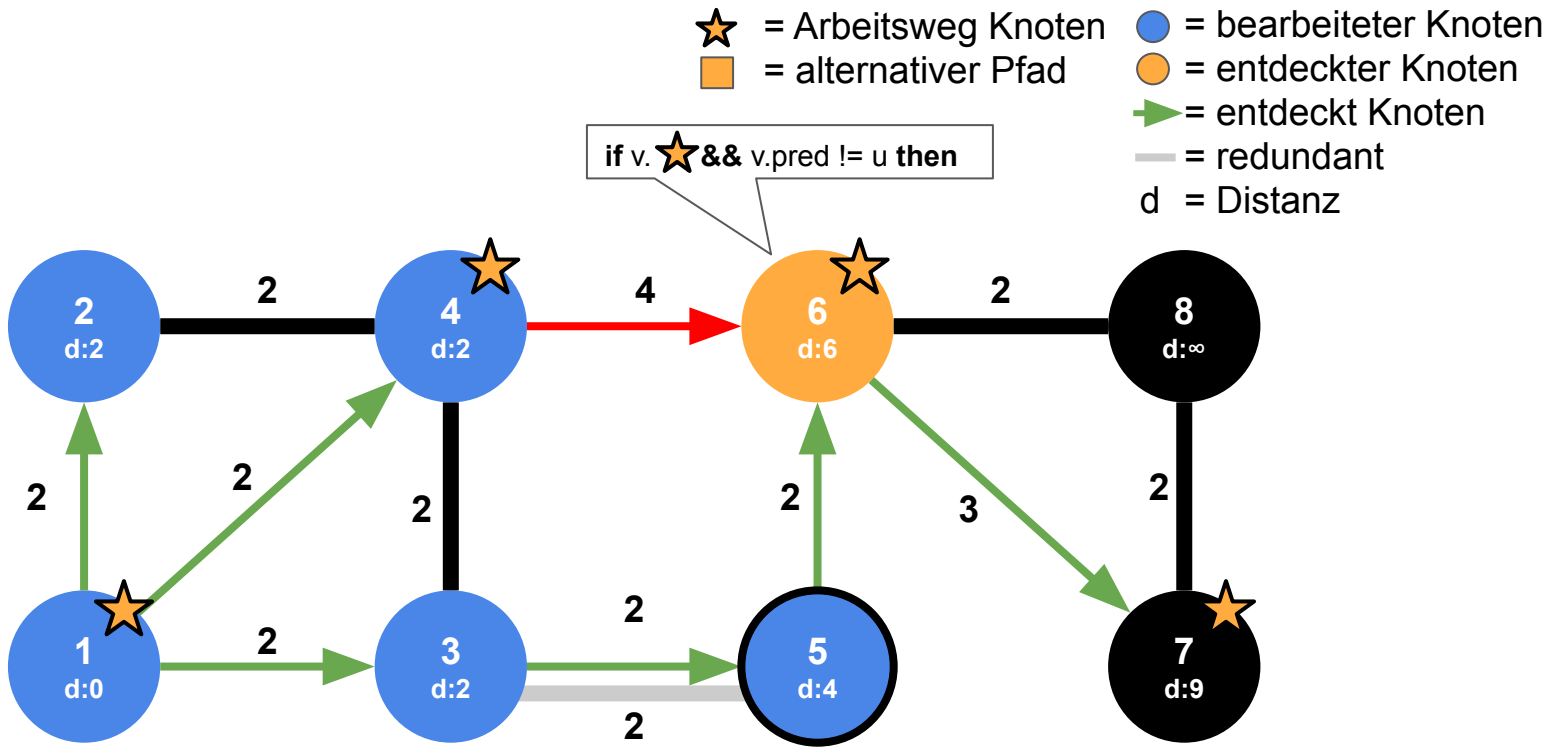 = Arbeitsweg Knoten
= alternativer Pfad
= bearbeiteter Knoten
= entdeckter Knoten
= entdeckt Knoten
= redundant
d = Distanz
if v. && v.pred != u then
2
d:2
2
4
d:2
4
6
d:6
2
8
d:∞
2
2
2
2
3
2
1
d:0
2
3
d:2
2
2
5
d:4
7
d:9